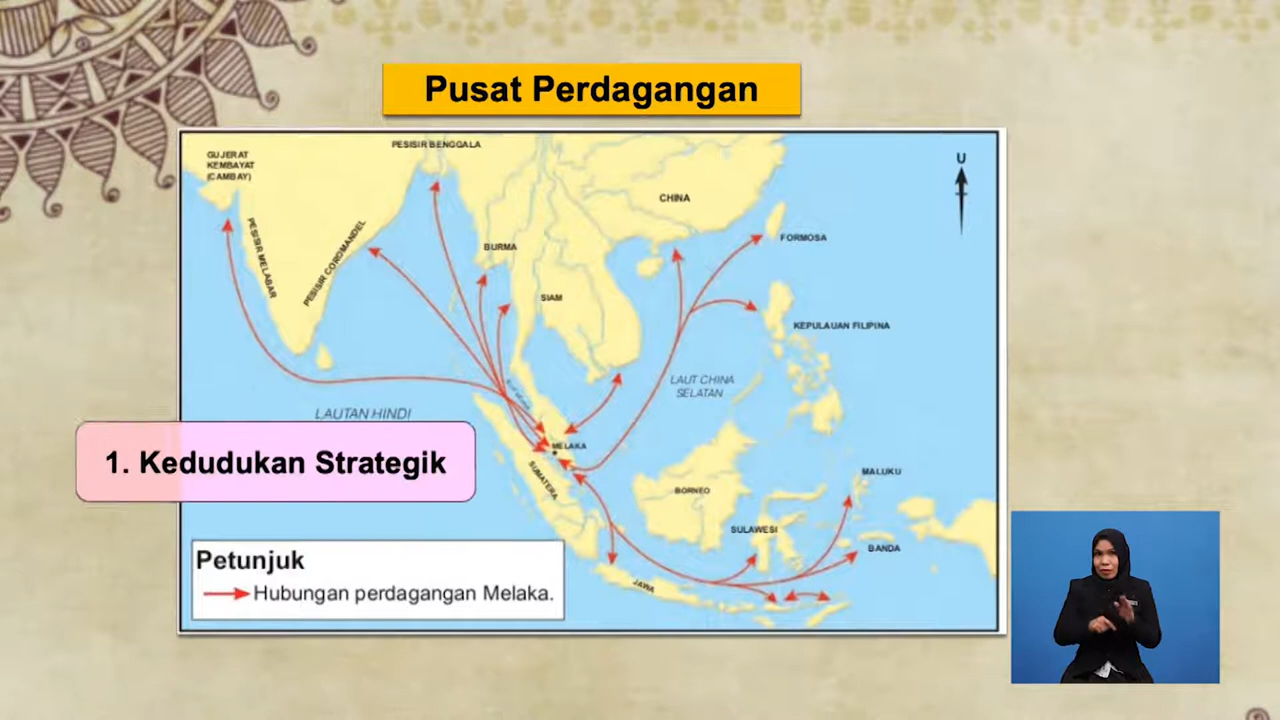 Pusat Perdagangan
PESISIR BENGGALA
GUJERAT
KEMBAYAT
(CAMBAY)
U
CHINA
PESISIR MELABAR
PESISIR COROMANDEL
BURMA
FORMOSA
SIAM
KEPULAUAN FILIPINA
LAUT CHINA
SELATAN
LAUTAN HINDI
1. Kedudukan Strategik
MELAKA
SUMATERA
MALUKU
BORNEO
SULAWESI
BANDA
JAWA
Petunjuk
Hubungan perdagangan Melaka.